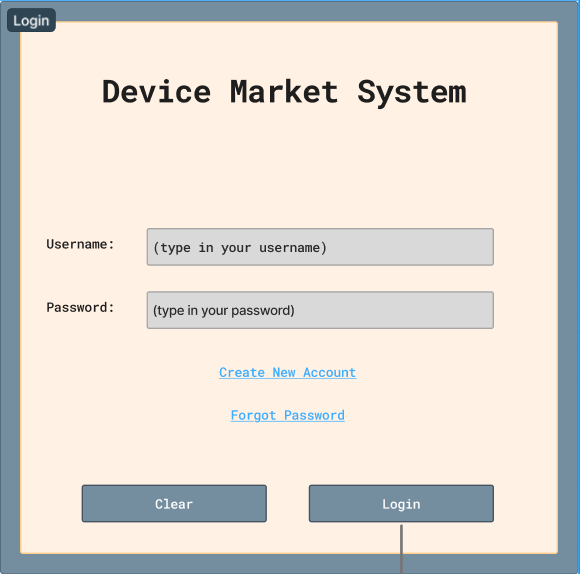 Login
Device Market System
Username: (type in your username)
Password: (type in your password)
Create New Account
Forgot Password
Clear Login